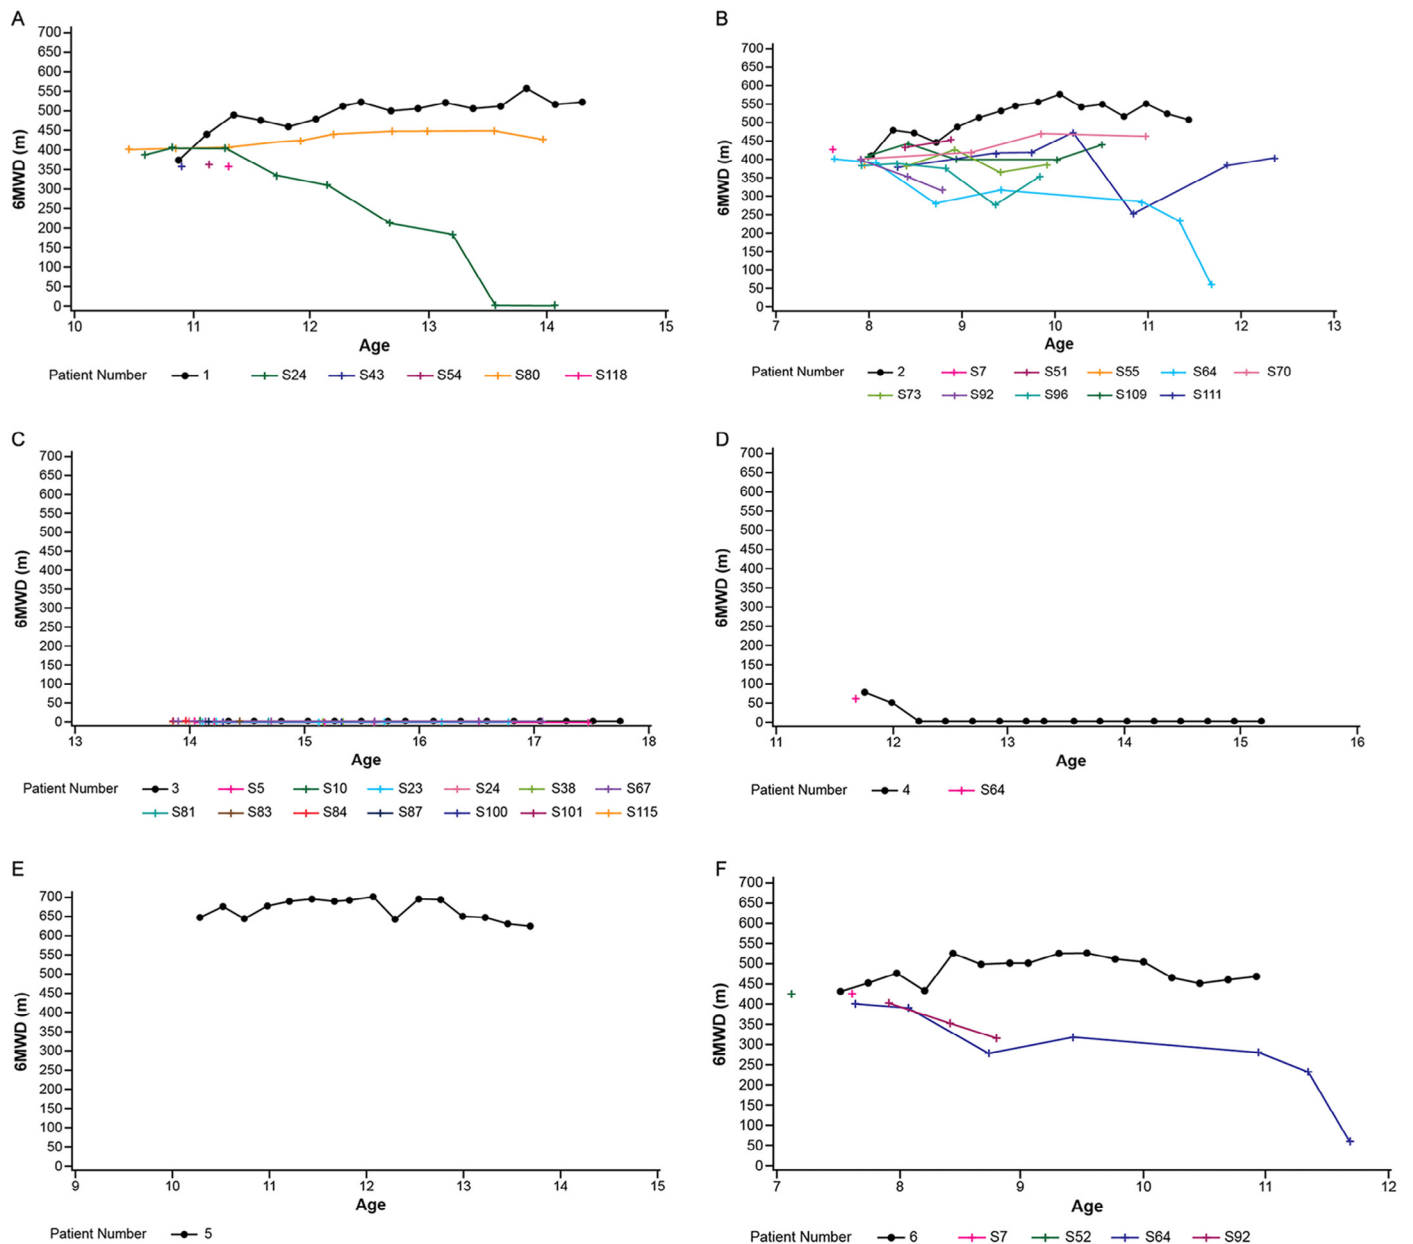 A
700
650
600
550
500
450
400
350
300
250
200
150
100
50
0
6MWD (m)
10 11 12 13 14 15
Age
Patient Number 1 S24 S43 S54 S80 S118
B
700
650
600
550
500
450
400
350
300
250
200
150
100
50
0
6MWD (m)
7 8 9 10 11 12 13
Age
Patient Number 2 S7 S51 S55 S64 S70
S73 S92 S96 S109 S111
C
700
650
600
550
500
450
400
350
300
250
200
150
100
50
0
6MWD (m)
13 14 15 16 17 18
Age
Patient Number 3 S5 S10 S23 S24 S38 S67
S81 S83 S84 S87 S100 S101 S115
D
700
650
600
550
500
450
400
350
300
250
200
150
100
50
0
6MWD (m)
11 12 13 14 15 16
Age
Patient Number 4 S64
E
700
650
600
550
500
450
400
350
300
250
200
150
100
50
0
6MWD (m)
9 10 11 12 13 14 15
Age
Patient Number 5
F
700
650
600
550
500
450
400
350
300
250
200
150
100
50
0
6MWD (m)
7 8 9 10 11 12
Age
Patient Number 6 S7 S52 S64 S92